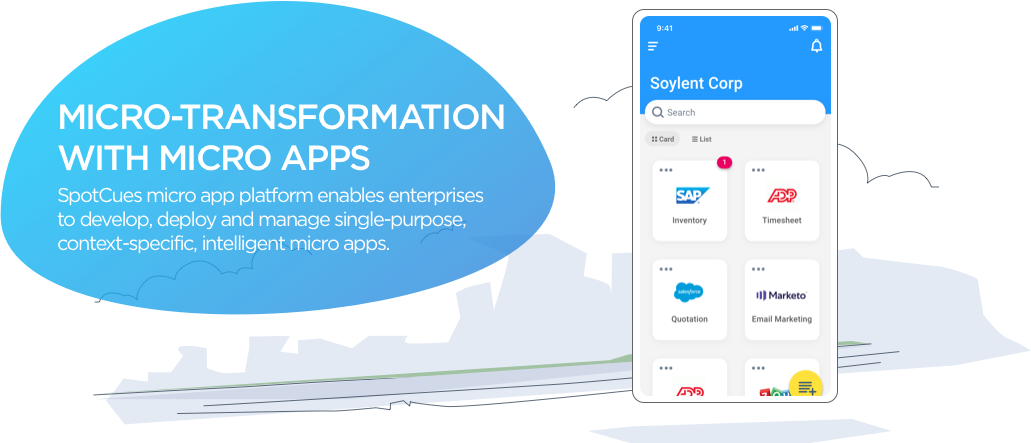 MICRO-TRANSFORMATION
WITH MICRO APPS
SpotCues micro app platform enables enterprises
to develop, deploy and manage single-purpose,
context-specific, intelligent micro apps.
9:41
Soylent Corp
Search
Card List
1
SAP ADP
Inventory Timesheet
salesforce Marketo
Quotation Email Marketing
ADP